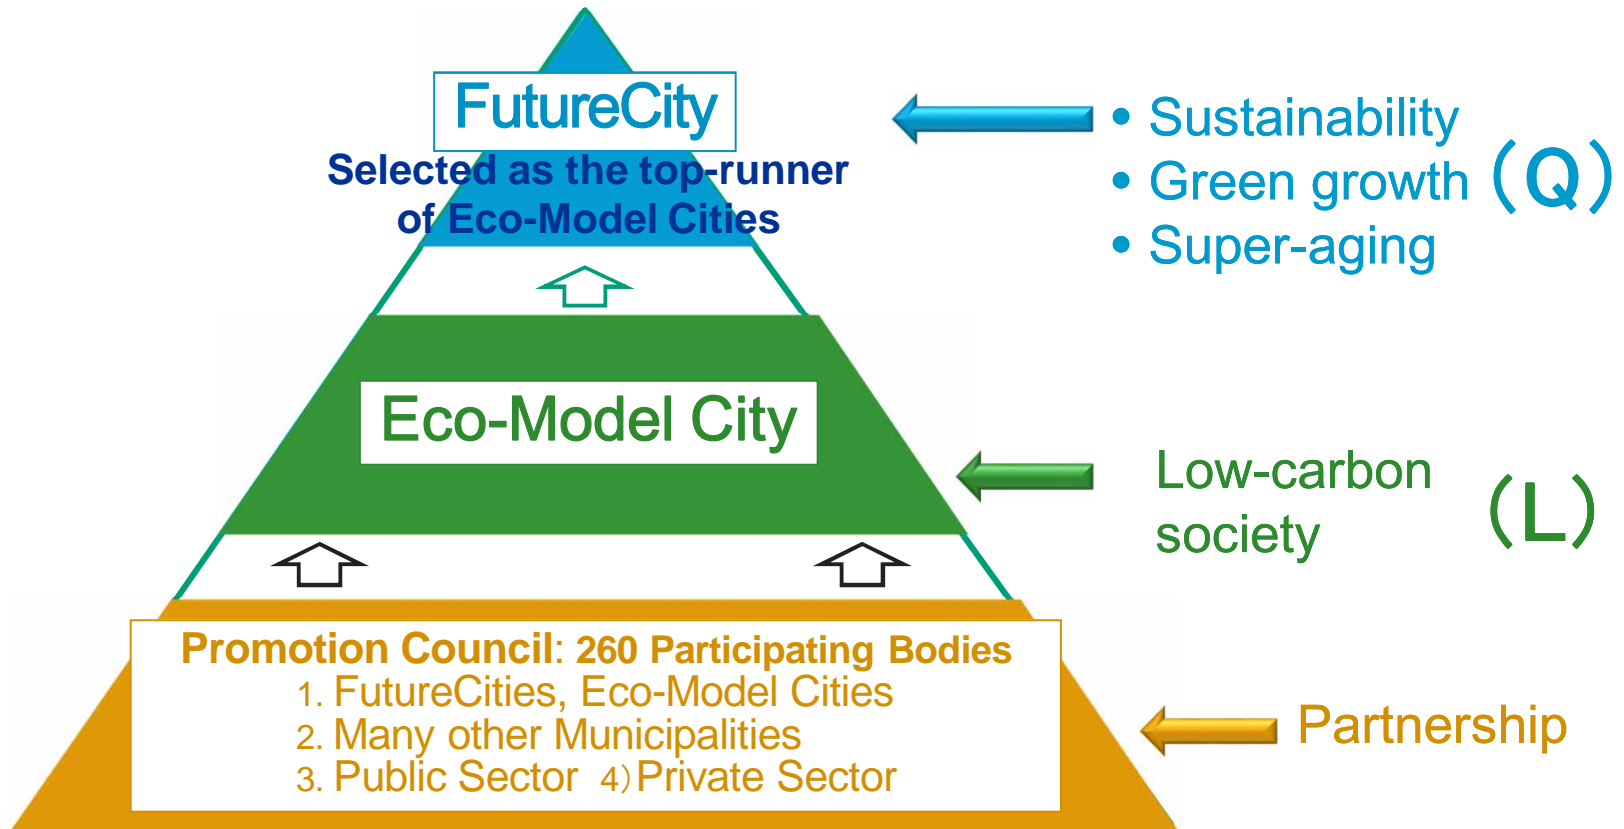 FutureCity
Selected as the top-runner
of Eco-Model Cities
• Sustainability
• Green growth
• Super-aging
(Q)
Eco-Model City
Low-carbon
society
(L)
Promotion Council: 260 Participating Bodies
1. FutureCities, Eco-Model Cities
2. Many other Municipalities
3. Public Sector 4)Private Sector
Partnership